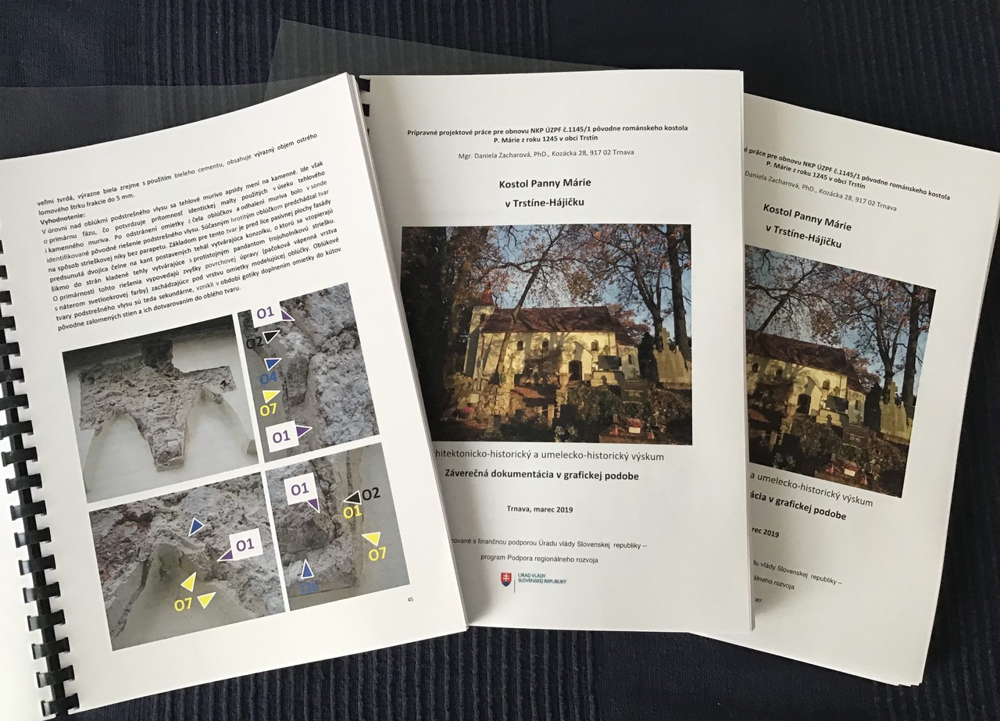 veľmi tvrdá, výrazne biela zrejme s použitím bieleho cementu, obsahuje výrazný objem ostrého
lomového štrku frakcie do 5 mm.
Vyhodnotenie:
V úrovni nad oblúkmi podstrešného vlysu sa tehlové murivo apsidy mení na kamenné. Ide však
o primárnu fázu, čo potvrdzuje prítomnosť identickej malty použitých v úseku tehlového
i kamenného muriva. Po odstránení omietky z čela oblúčkov a odhalení muriva bolo v sonde
identifikované pôvodné riešenie podstrešného vlysu. Súčasným hrotitým oblúčkom predchádzal tvar
na spôsob strieškovej niky bez parapetu. Základom pre tento tvar je pred líce pasívnej plochy fasády
predsunutá dvojica čelne na kant postavených tehál vytvárajúca konzolku, o ktorú sa vzopierajú
šikmo do strán kladené tehly vytvárajúce s protistojným pandantom trojuholníkovú striešku.
O primárnosti tohto riešenia vypovedajú zvyšky povrchovej úpravy (pačoková vápenná vrstva
s náterom svetlookrovej farby) zachádzajúce pod vrstvu omietky modelujúcej oblúčky. Oblúkové
tvary podstrešného vlysu sú teda sekundárne, vznikli v období gotiky doplnením omietky do kútov
pôvodne zalomených stien a ich dotvarovaním do oblého tvaru.
O1
O2
O4
O7
O1
O1
O7
O1
O2
O1
O7
O4
45
Prípravné projektové práce pre obnovu NKP ÚZPF č.1145/1 pôvodne románskeho kostola
P. Márie z roku 1245 v obci Trstín
Mgr. Daniela Zacharová, PhD., Kozácka 28, 917 02 Trnava
Kostol Panny Márie
v Trstíne-Hájičku
hitektonicko-historický a umelecko-historický výskum
Záverečná dokumentácia v grafickej podobe
Trnava, marec 2019
zované s finančnou podporou Úradu vlády Slovenskej republiky –
program Podpora regionálneho rozvoja
ÚRAD VLÁDY
SLOVENSKEJ REPUBLIKY
é práce pre obnovu NKP ÚZPF č.1145/1 pôvodne románskeho kostola
P. Márie z roku 1245 v obci Trstín
Daniela Zacharová, PhD., Kozácka 28, 917 02 Trnava
Kostol Panny Márie
v Trstíne-Hájičku
a umelecko-historický výskum
ácia v grafickej podobe
rec 2019
du vlády Slovenskej republiky –
álneho rozvoja